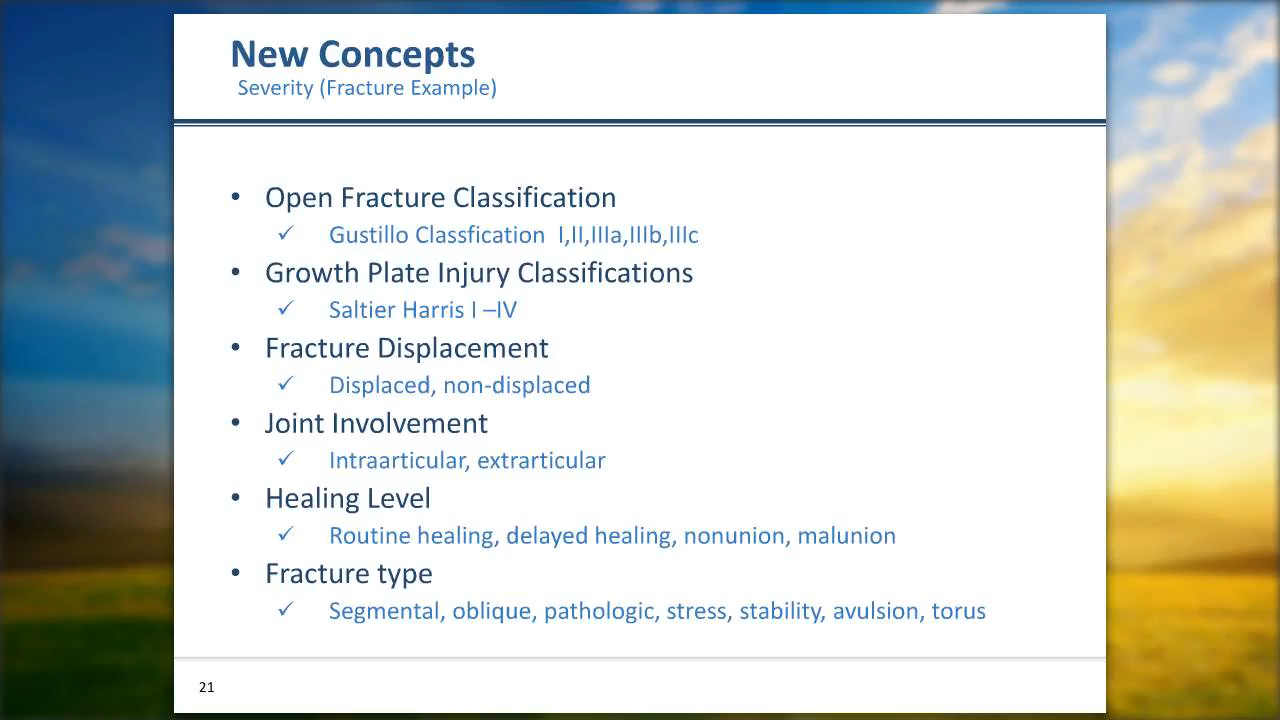 New Concepts
Severity (Fracture Example)
• Open Fracture Classification
✓ Gustillo Classfication  I,II,IIIa,IIIb,IIIc
• Growth Plate Injury Classifications
✓ Saltier Harris I –IV
• Fracture Displacement
✓ Displaced, non-displaced
• Joint Involvement
✓ Intraarticular, extrarticular
• Healing Level
✓ Routine healing, delayed healing, nonunion, malunion
• Fracture type
✓ Segmental, oblique, pathologic, stress, stability, avulsion, torus
21